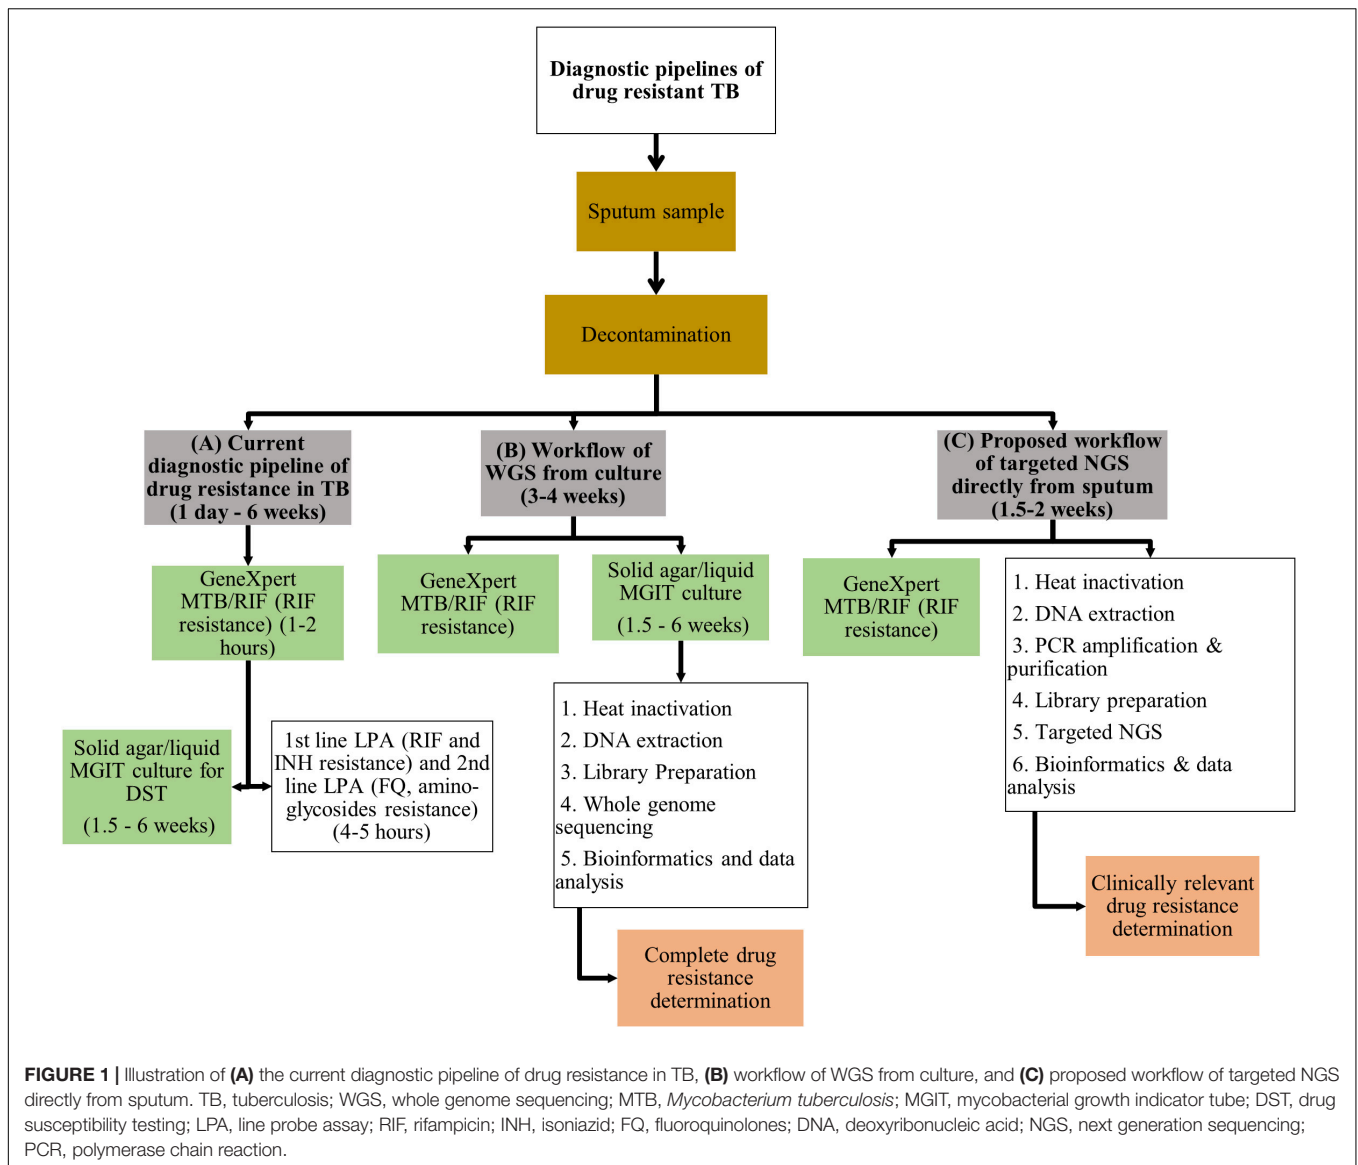 Diagnostic pipelines of
drug resistant TB
Sputum sample
Decontamination
(A) Current
diagnostic pipeline of
drug resistance in TB
(1 day - 6 weeks)
(B) Workflow of
WGS from culture
(3-4 weeks)
(C) Proposed workflow
of targeted NGS
directly from sputum
(1.5-2 weeks)
GeneXpert
MTB/RIF (RIF
resistance) (1-2
hours)
GeneXpert
MTB/RIF (RIF
resistance)
Solid agar/liquid
MGIT culture
(1.5 - 6 weeks)
GeneXpert
MTB/RIF (RIF
resistance)
1. Heat inactivation
2. DNA extraction
3. PCR amplification &
purification
4. Library preparation
5. Targeted NGS
6. Bioinformatics & data
analysis
Solid agar/liquid
MGIT culture for
DST
(1.5 - 6 weeks)
1st line LPA (RIF and
INH resistance) and 2nd
line LPA (FQ, amino-
glycosides resistance)
(4-5 hours)
1. Heat inactivation
2. DNA extraction
3. Library Preparation
4. Whole genome
sequencing
5. Bioinformatics and data
analysis
Clinically relevant
drug resistance
determination
Complete drug
resistance
determination
FIGURE 1 | Illustration of (A) the current diagnostic pipeline of drug resistance in TB, (B) workflow of WGS from culture, and (C) proposed workflow of targeted NGS
directly from sputum. TB, tuberculosis; WGS, whole genome sequencing; MTB, Mycobacterium tuberculosis; MGIT, mycobacterial growth indicator tube; DST, drug
susceptibility testing; LPA, line probe assay; RIF, rifampicin; INH, isoniazid; FQ, fluoroquinolones; DNA, deoxyribonucleic acid; NGS, next generation sequencing;
PCR, polymerase chain reaction.